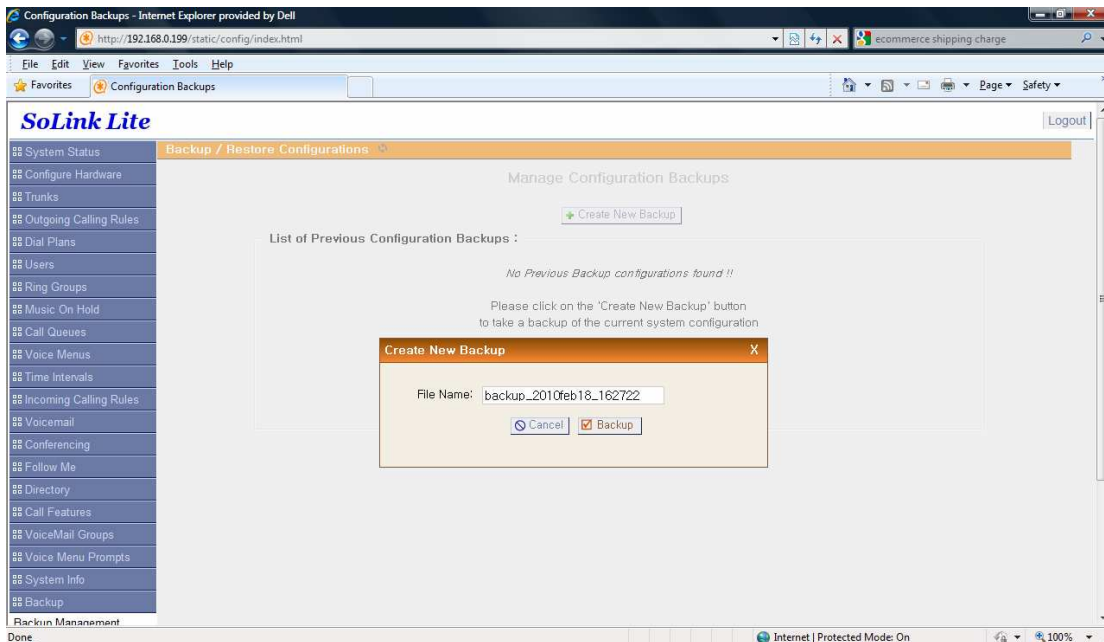 Configuration Backups - Internet Explorer provided by Dell
http://192.168.0.199/static/config/index.html
ecommerce shipping charge
File Edit View Favorites Tools Help
Favorites Configuration Backups Page Safety
SoLink Lite
Logout
System Status
Backup / Restore Configurations
Configure Hardware
Manage Configuration Backups
Trunks
Create New Backup
Outgoing Calling Rules
Dial Plans
List of Previous Configuration Backups :
Users
No Previous Backup configurations found !!
Ring Groups
Music On Hold
Please click on the 'Create New Backup' button
Call Queues
to take a backup of the current system configuration
Voice Menus
Create New Backup X
Time Intervals
Incoming Calling Rules
File Name: backup_2010feb18_162722
Voicemail
Cancel Backup
Conferencing
Follow Me
Directory
Call Features
VoiceMail Groups
Voice Menu Prompts
System Info
Backup
Backup Management
Done Internet | Protected Mode: On 100%